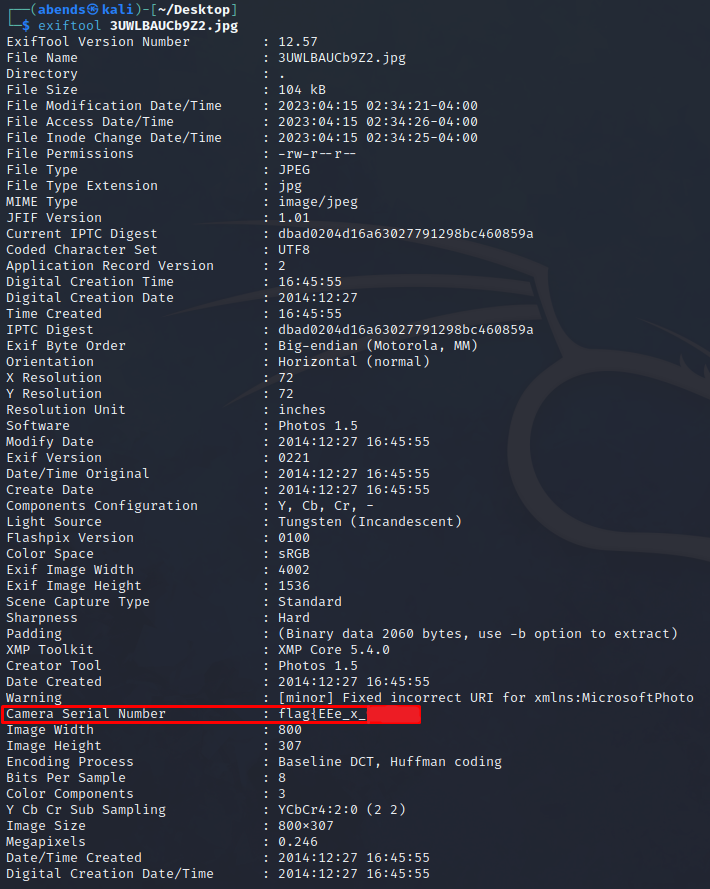 ┌──(abends㉿kali)-[~/Desktop]
└─$ exiftool 3UWLBAUCb9Z2.jpg
ExifTool Version Number : 12.57
File Name : 3UWLBAUCb9Z2.jpg
Directory : .
File Size : 104 kB
File Modification Date/Time : 2023:04:15 02:34:21-04:00
File Access Date/Time : 2023:04:15 02:34:26-04:00
File Inode Change Date/Time : 2023:04:15 02:34:25-04:00
File Permissions : -rw-r--r--
File Type : JPEG
File Type Extension : jpg
MIME Type : image/jpeg
JFIF Version : 1.01
Current IPTC Digest : dbad0204d16a63027791298bc460859a
Coded Character Set : UTF8
Application Record Version : 2
Digital Creation Time : 16:45:55
Digital Creation Date : 2014:12:27
Time Created : 16:45:55
IPTC Digest : dbad0204d16a63027791298bc460859a
Exif Byte Order : Big-endian (Motorola, MM)
Orientation : Horizontal (normal)
X Resolution : 72
Y Resolution : 72
Resolution Unit : inches
Software : Photos 1.5
Modify Date : 2014:12:27 16:45:55
Exif Version : 0221
Date/Time Original : 2014:12:27 16:45:55
Create Date : 2014:12:27 16:45:55
Components Configuration : Y, Cb, Cr, -
Light Source : Tungsten (Incandescent)
Flashpix Version : 0100
Color Space : sRGB
Exif Image Width : 4002
Exif Image Height : 1536
Scene Capture Type : Standard
Sharpness : Hard
Padding : (Binary data 2060 bytes, use -b option to extract)
XMP Toolkit : XMP Core 5.4.0
Creator Tool : Photos 1.5
Date Created : 2014:12:27 16:45:55
Warning : [minor] Fixed incorrect URI for xmlns:MicrosoftPhoto
Camera Serial Number : flag{EEe_x_
Image Width : 800
Image Height : 307
Encoding Process : Baseline DCT, Huffman coding
Bits Per Sample : 8
Color Components : 3
Y Cb Cr Sub Sampling : YCbCr4:2:0 (2 2)
Image Size : 800×307
Megapixels : 0.246
Date/Time Created : 2014:12:27 16:45:55
Digital Creation Date/Time : 2014:12:27 16:45:55